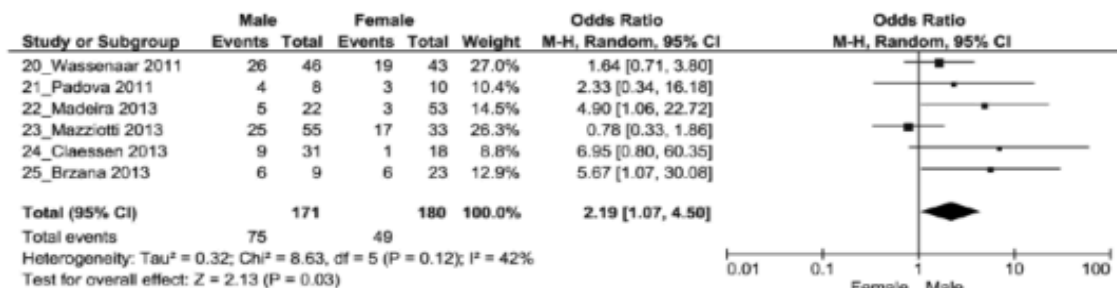 Male Female Odds Ratio Odds Ratio
Study or Subgroup Events Total Events Total Weight M-H, Random, 95% CI M-H, Random, 95% CI
20_Wassenaar 2011 26 46 19 43 27.0% 1.64 [0.71, 3.80]
21_Padova 2011 4 8 3 10 10.4% 2.33 [0.34, 16.18]
22_Madeira 2013 5 22 3 53 14.5% 4.90 [1.06, 22.72]
23_Mazziotti 2013 25 55 17 33 26.3% 0.78 [0.33, 1.86]
24_Claessen 2013 9 31 1 18 8.8% 6.95 [0.80, 60.35]
25_Brzana 2013 6 9 6 23 12.9% 5.67 [1.07, 30.08]
Total (95% CI) 171 180 100.0% 2.19 [1.07, 4.50]
Total events 75 49
Heterogeneity: Tau² = 0.32; Chi² = 8.63, df = 5 (P = 0.12); I² = 42%
Test for overall effect: Z = 2.13 (P = 0.03)
0.01 0.1 1 10 100
Female Male